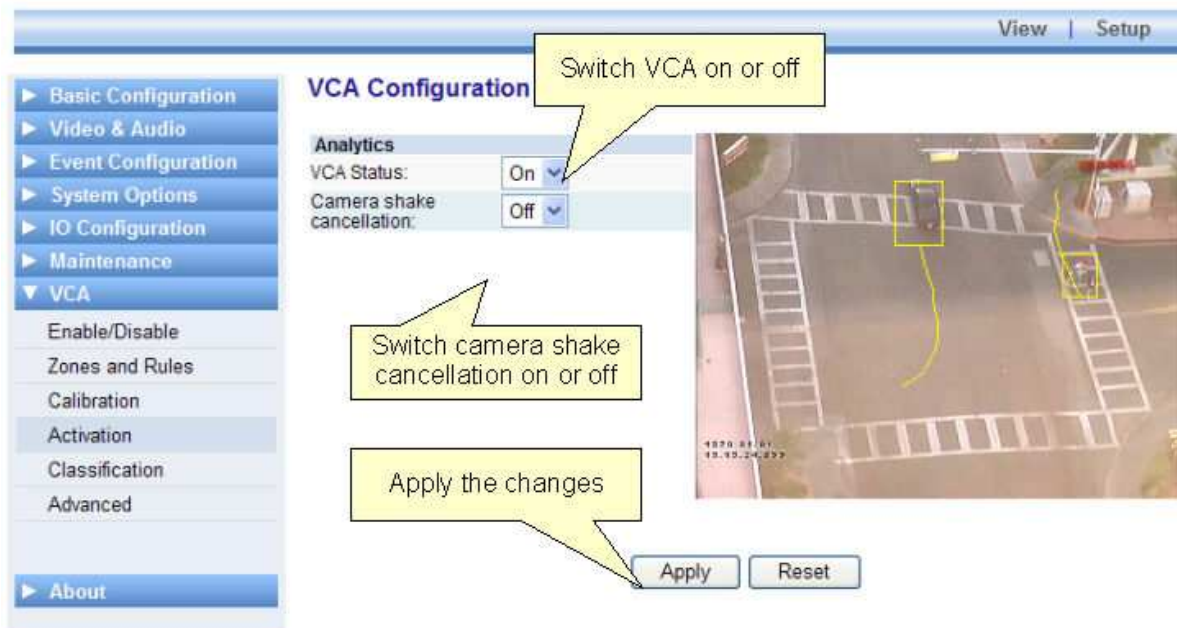 View | Setup
Switch VCA on or off
VCA Configuration
Basic Configuration
Video & Audio
Event Configuration
System Options
IO Configuration
Maintenance
VCA
Enable/Disable
Zones and Rules
Calibration
Activation
Classification
Advanced
About
Analytics
VCA Status: On
Camera shake
cancellation: Off
Switch camera shake
cancellation on or off
Apply the changes
Apply
Reset